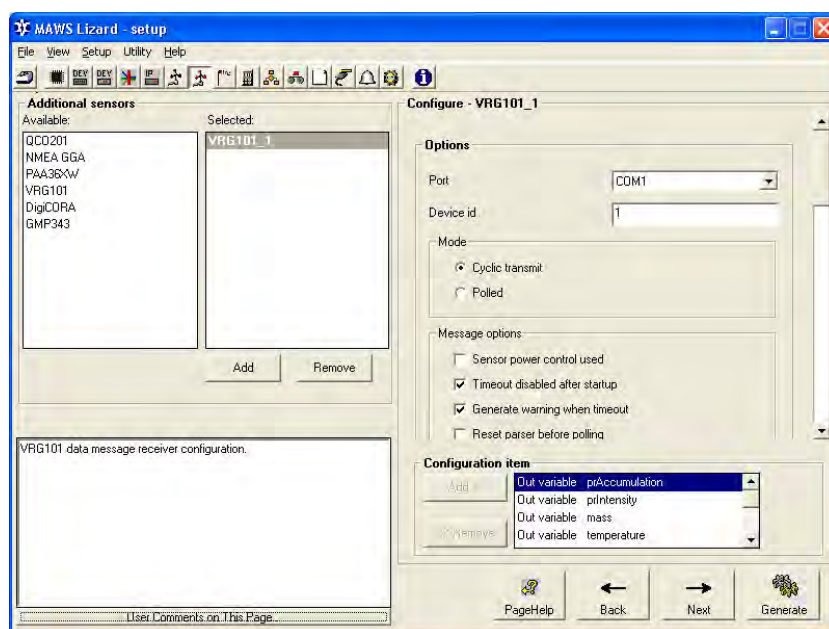 MAWS Lizard - setup
File View Setup Utility Help
DEV DEV IP
Additional sensors
Available:
QCO201
NMEA GGA
PAA36XW
VRG101
DigiCORA
GMP343
Selected:
VRG101_1
Add Remove
VRG101 data message receiver configuration.
User Comments on This Page...
Configure - VRG101_1
Options
Port COM1
Device id 1
Mode
Cyclic transmit
Polled
Message options
Sensor power control used
Timeout disabled after startup
Generate warning when timeout
Reset parser before polling
Configuration item
Add
Remove
Out variable prAccumulation
Out variable prIntensity
Out variable mass
Out variable temperature
PageHelp Back Next Generate